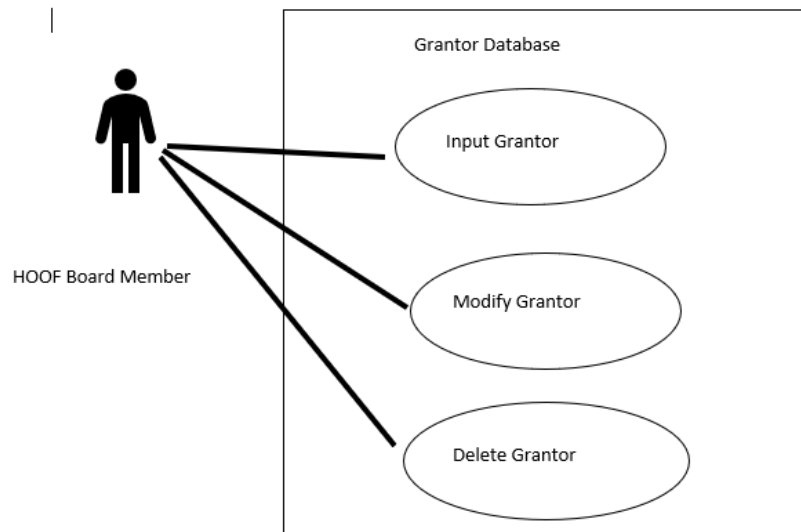 Grantor Database
Input Grantor
HOOF Board Member
Modify Grantor
Delete Grantor